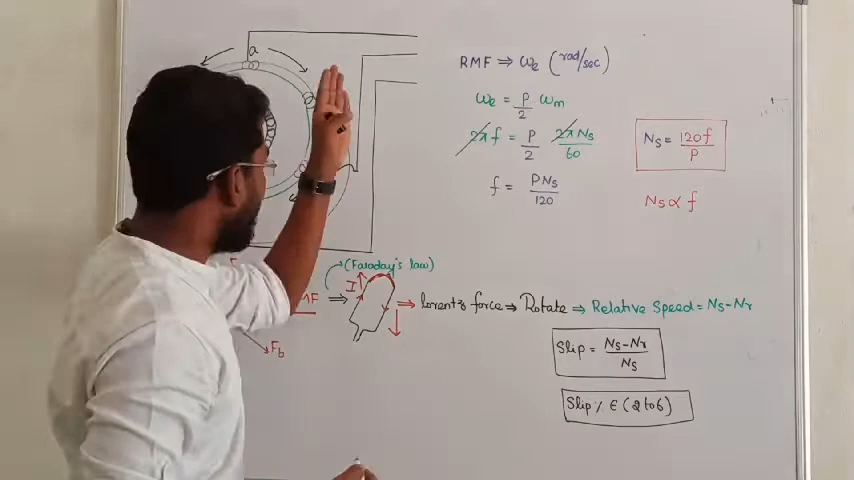 a
RMF ⇒ ωe (rad/sec)
ωe = P/2 ωm
2πf = P/2 2πNs/60
f = PNs/120
Ns = 120f/P
Ns ∝ f
(Faraday's law)
MF ⇒ I ⇒ lorentz force → Rotate ⇒ Relative Speed = Ns-Nr
Fb
Slip = Ns-Nr/Ns
Slip % ∈ (2 to 6)